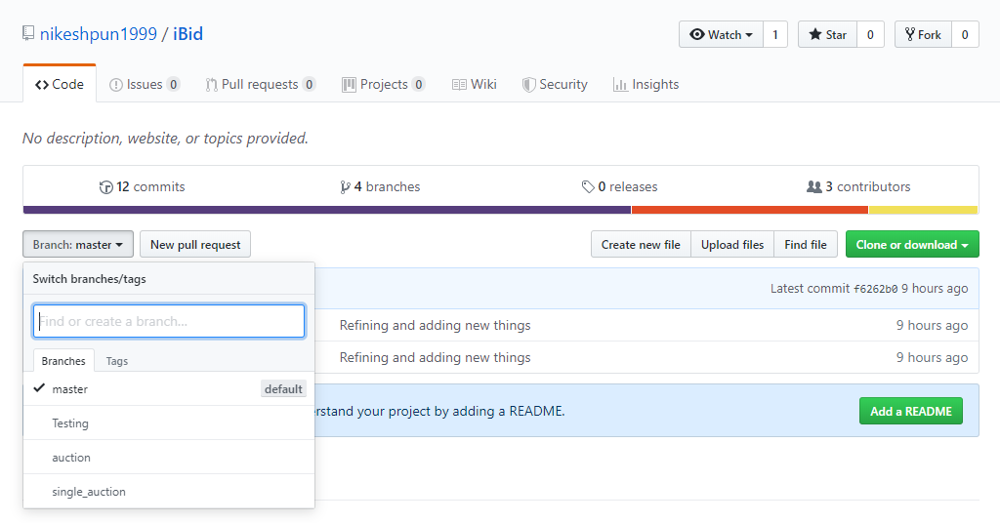 nikeshpun1999 / iBid
Watch 1 Star 0 Fork 0
Code Issues 0 Pull requests 0 Projects 0 Wiki Security Insights
No description, website, or topics provided.
12 commits 4 branches 0 releases 3 contributors
Branch: master New pull request Create new file Upload files Find file Clone or download
Switch branches/tags
Latest commit f6262b0 9 hours ago
Find or create a branch...
Refining and adding new things 9 hours ago
Branches Tags
Refining and adding new things 9 hours ago
master default
erstand your project by adding a README. Add a README
Testing
auction
single_auction